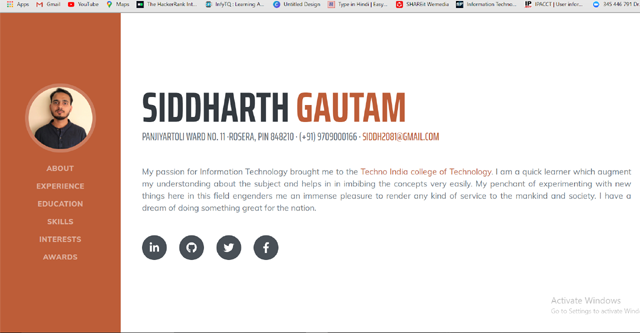 Apps Gmail YouTube Maps The HackerRank Int... InfyTQ : Learning A... Untitled Design Type in Hindi | Easy... SHAREit Wemedia Information Techno... IPACCT | User infor... 345 446 791 De
SIDDHARTH GAUTAM
PANJIYARTOLI WARD NO. 11 -ROSERA, PIN 848210 · (+91) 9709000166 · SIDDH2081@GMAIL.COM
ABOUT
EXPERIENCE
EDUCATION
SKILLS
INTERESTS
AWARDS
My passion for Information Technology brought me to the Techno India college of Technology. I am a quick learner which augment
my understanding about the subject and helps in in imbibing the concepts very easily. My penchant of experimenting with new
things here in this field engenders me an immense pleasure to render any kind of service to the mankind and society. I have a
dream of doing something great for the nation.
in
Activate Windows
Go to Settings to activate Wind